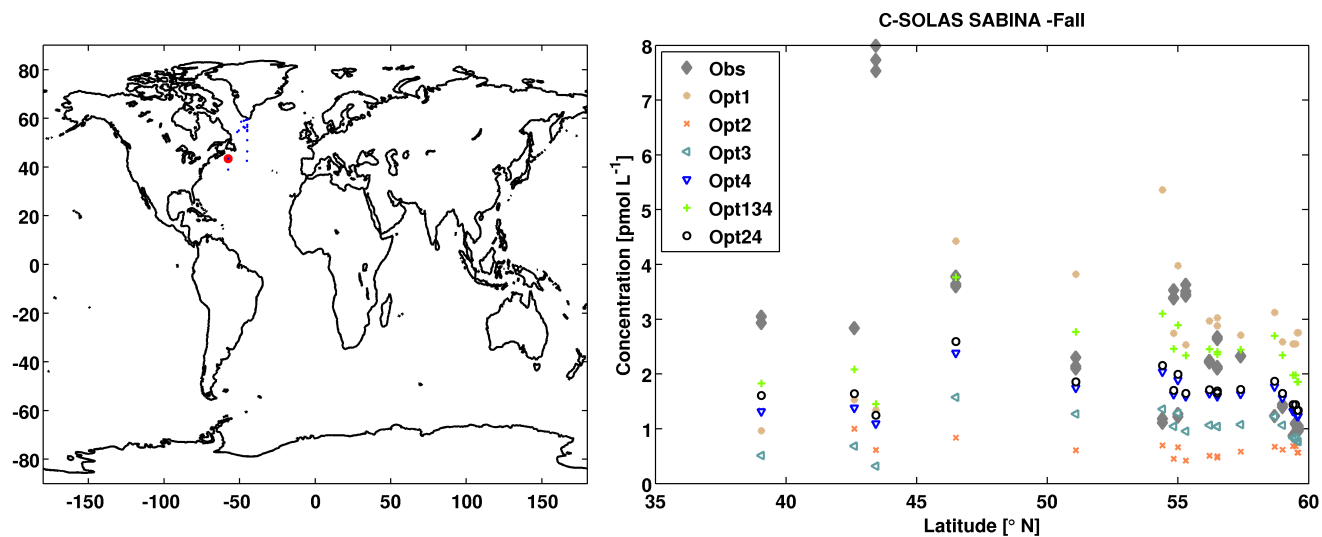 C-SOLAS SABINA -Fall
80
60
40
20
0
-20
-40
-60
-80
-150 -100 -50 0 50 100 150
8
7
6
5
4
3
2
1
0
Concentration [pmol L-1]
Obs
Opt1
Opt2
Opt3
Opt4
Opt134
Opt24
35 40 45 50 55 60
Latitude [° N]